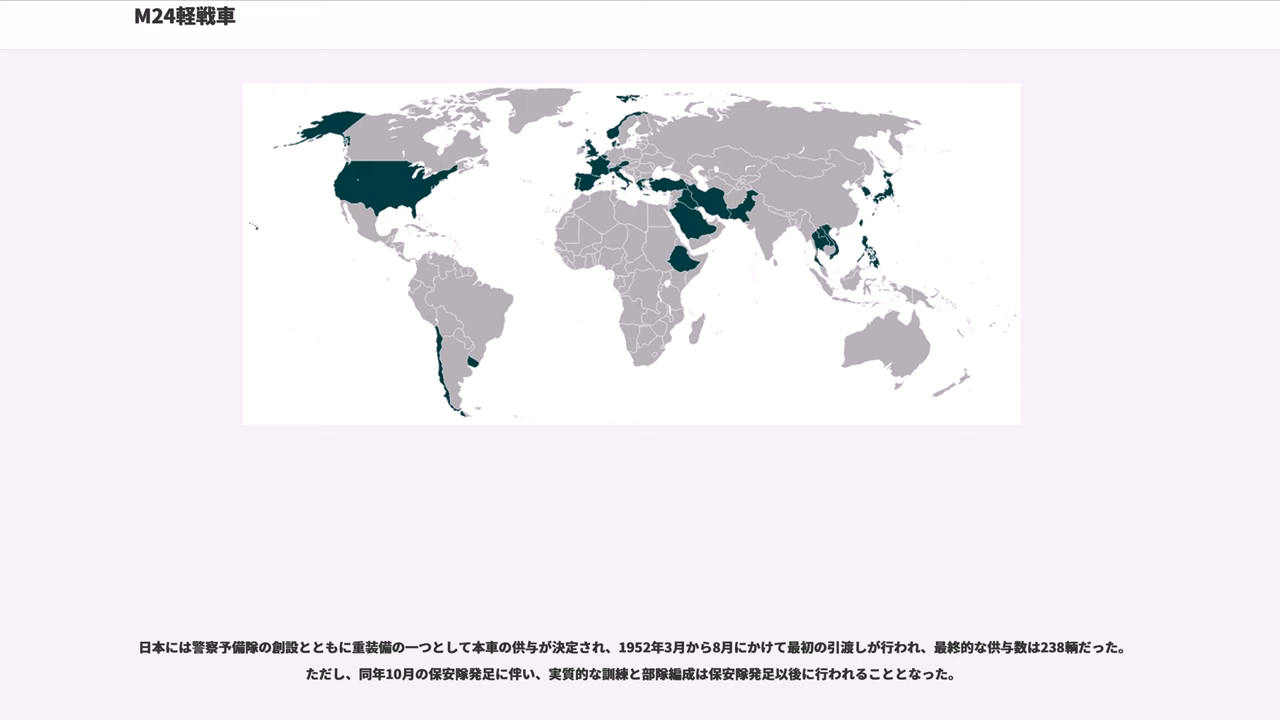 M24軽戦車
日本には警察予備隊の創設とともに重装備の一つとして本車の供与が決定され、1952年3月から8月にかけて最初の引渡しが行われ、最終的な供与数は238輌だった。
ただし、同年10月の保安隊発足に伴い、実質的な訓練と部隊編成は保安隊発足以後に行われることとなった。